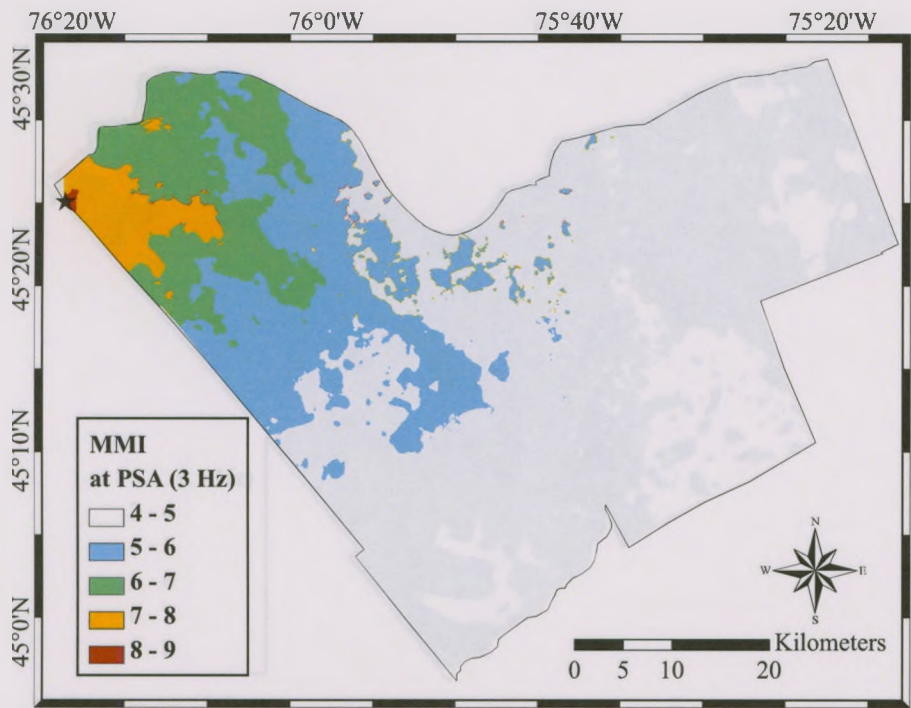 76°20'W 76°0'W 75°40'W 75°20'W
45°30'N
45°20'N
45°10'N
45°0'N
MMI
at PSA (3 Hz)
4 - 5
5 - 6
6 - 7
7 - 8
8 - 9
N
W E
S
Kilometers
0 5 10 20